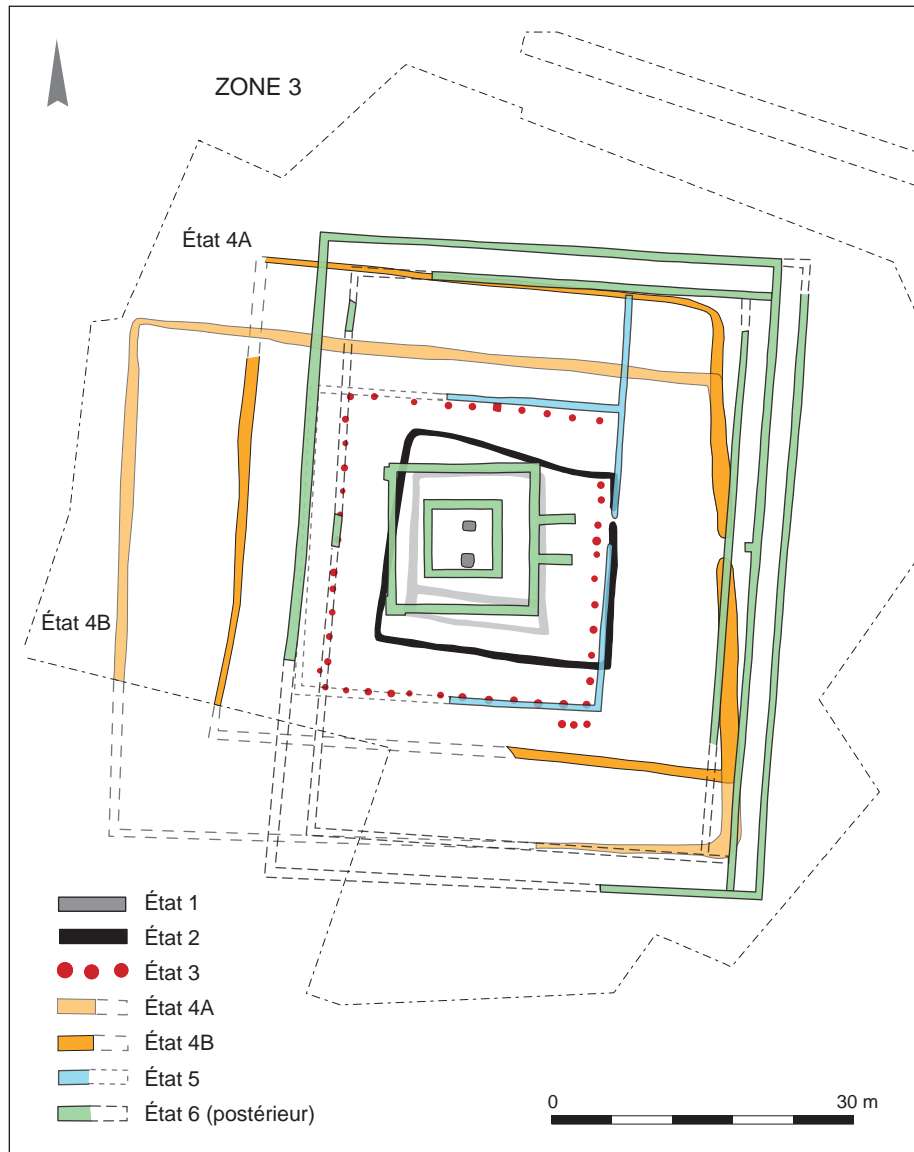 ZONE 3
État 4A
État 4B
État 1
État 2
État 3
État 4A
État 4B
État 5
État 6 (postérieur)
0 30 m